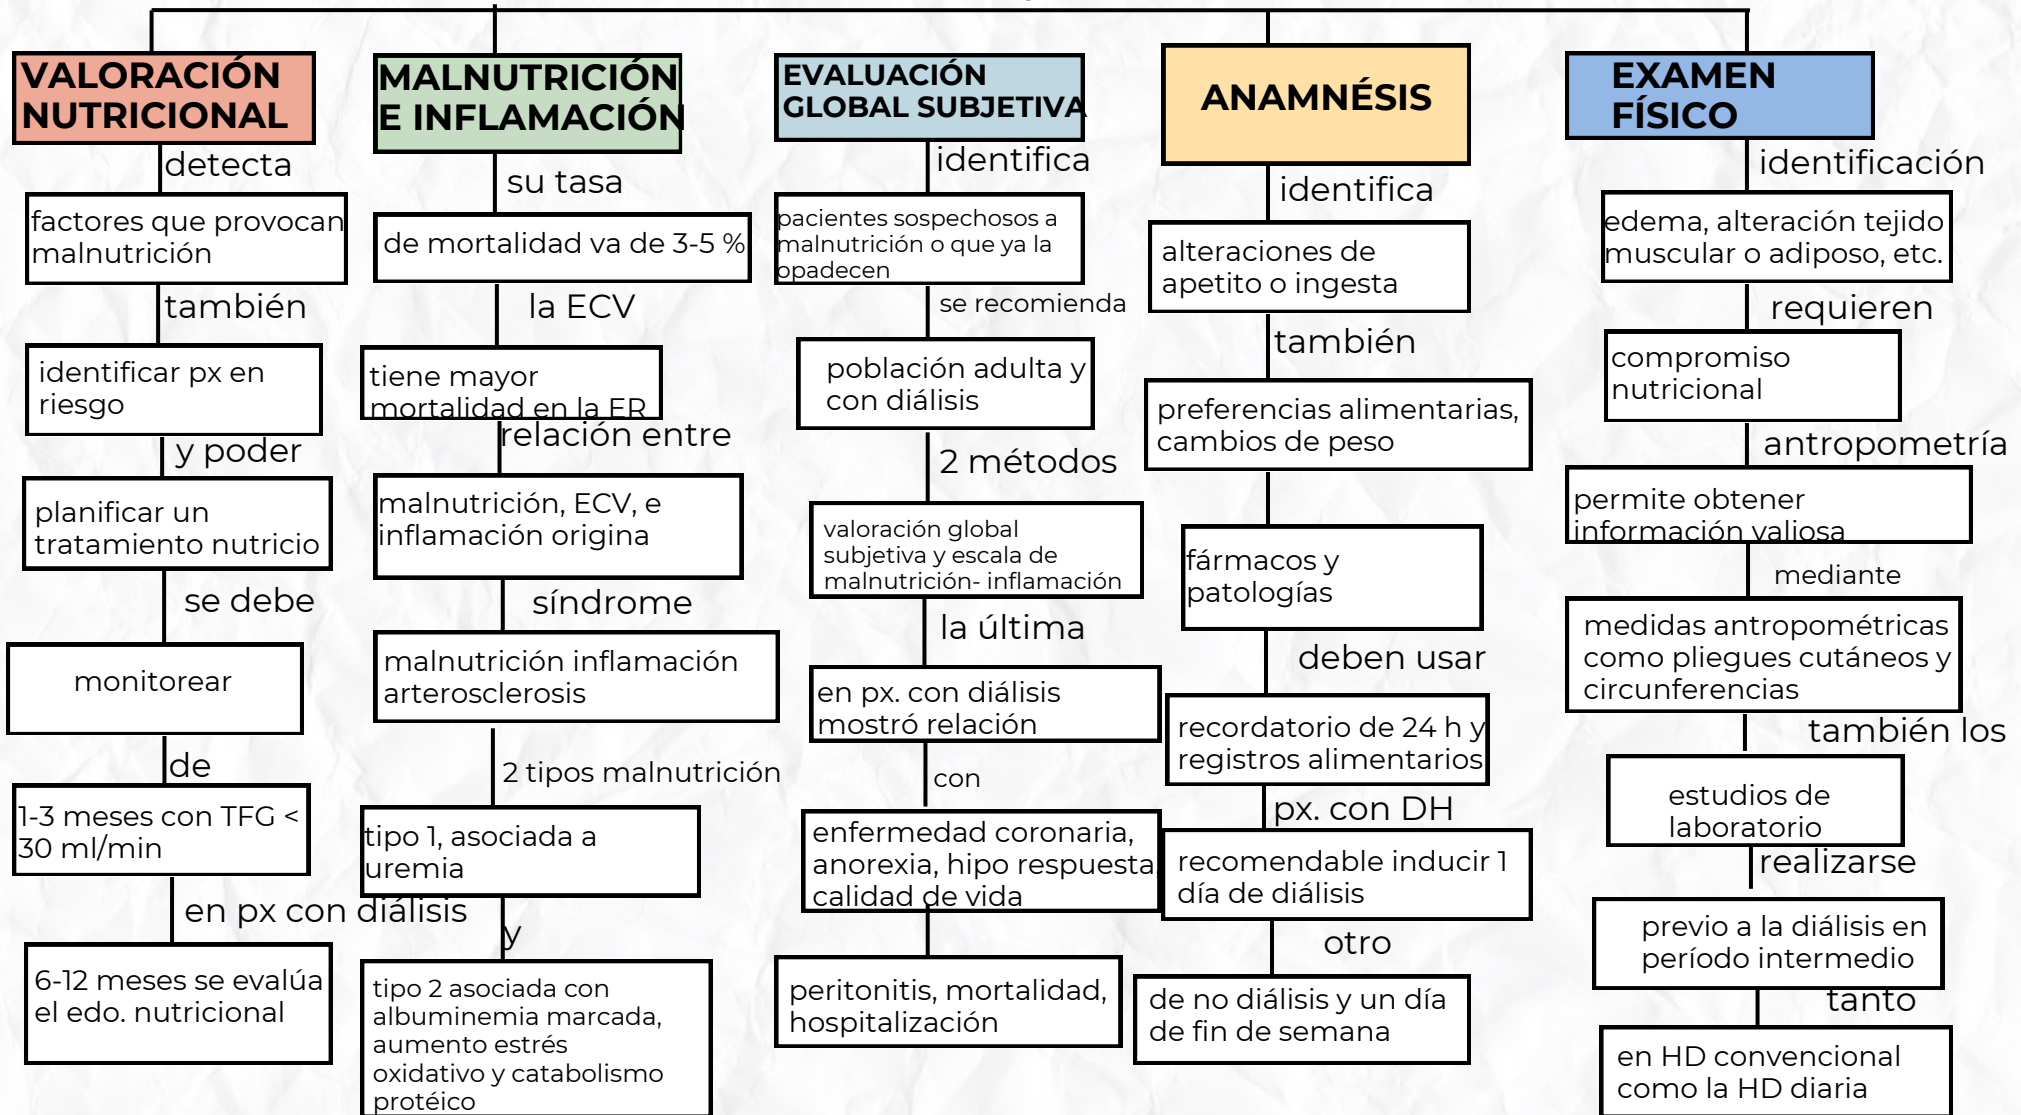 VALORACIÓN
NUTRICIONAL
detecta
factores que provocan
malnutrición
también
identificar px en
riesgo
y poder
planificar un
tratamiento nutricio
se debe
monitorear
de
1-3 meses con TFG <
30 ml/min
en px con diálisis
6-12 meses se evalúa
el edo. nutricional
MALNUTRICIÓN
E INFLAMACIÓN
su tasa
de mortalidad va de 3-5 %
la ECV
tiene mayor
mortalidad en la ER
relación entre
malnutrición, ECV, e
inflamación origina
síndrome
malnutrición inflamación
arterosclerosis
2 tipos malnutrición
tipo 1, asociada a
uremia
y
tipo 2 asociada con
albuminemia marcada,
aumento estrés
oxidativo y catabolismo
protéico
EVALUACIÓN
GLOBAL SUBJETIVA
identifica
pacientes sospechosos a
malnutrición o que ya la
opadecen
se recomienda
población adulta y
con diálisis
2 métodos
valoración global
subjetiva y escala de
malnutrición- inflamación
la última
en px. con diálisis
mostró relación
con
enfermedad coronaria,
anorexia, hipo respuesta
calidad de vida
peritonitis, mortalidad,
hospitalización
ANAMNÉSIS
identifica
alteraciones de
apetito o ingesta
también
preferencias alimentarias,
cambios de peso
fármacos y
patologías
deben usar
recordatorio de 24 h y
registros alimentarios
px. con DH
recomendable inducir 1
día de diálisis
otro
de no diálisis y un día
de fin de semana
EXAMEN
FÍSICO
identificación
edema, alteración tejido
muscular o adiposo, etc.
requieren
compromiso
nutricional
antropometría
permite obtener
información valiosa
mediante
medidas antropométricas
como pliegues cutáneos y
circunferencias
también los
estudios de
laboratorio
realizarse
previo a la diálisis en
período intermedio
tanto
en HD convencional
como la HD diaria